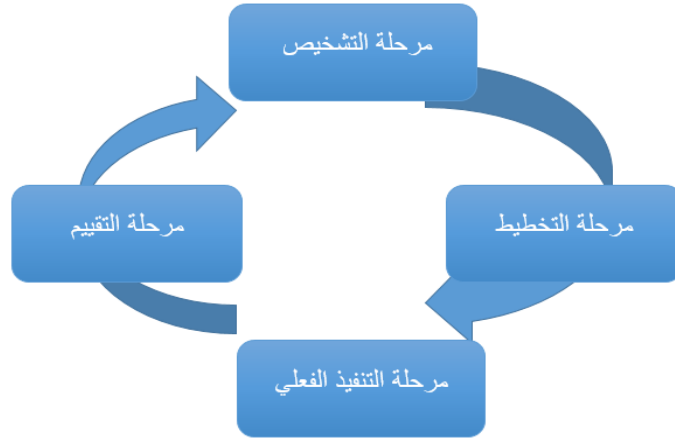 مرحلة التشخيص
مرحلة التخطيط
مرحلة التنفيذ الفعلي
مرحلة التقييم